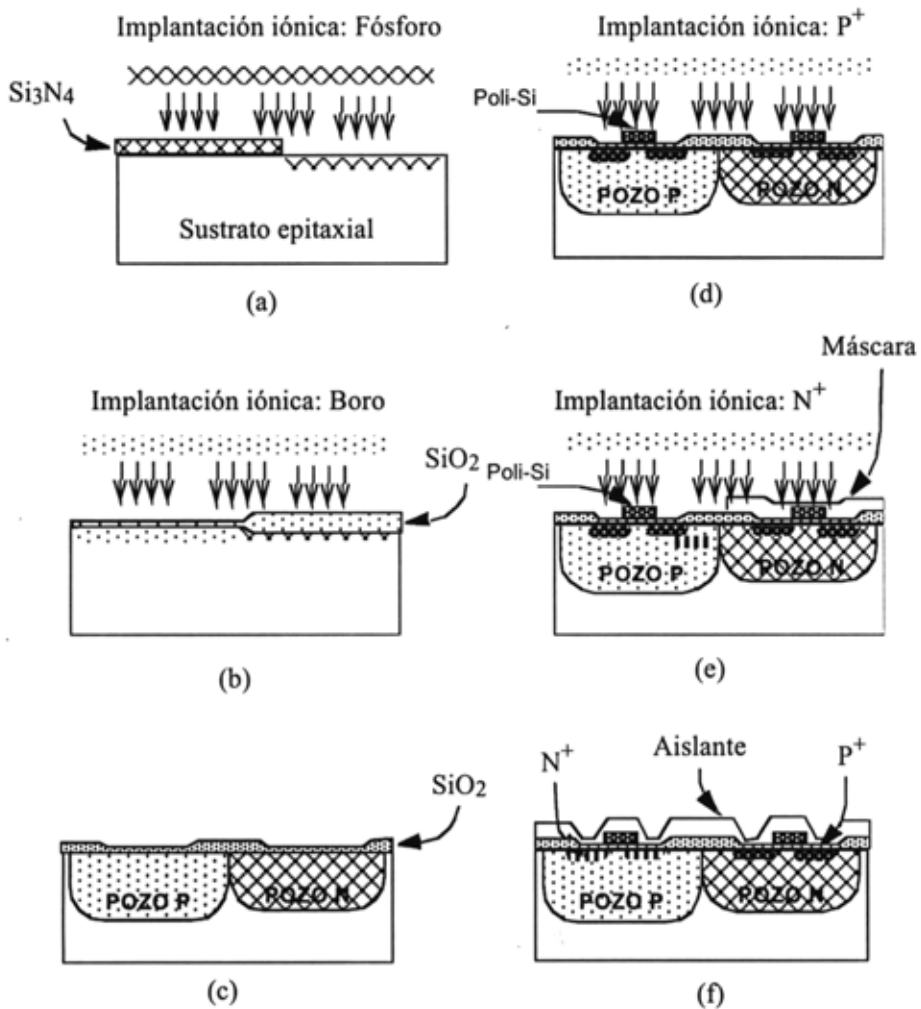 Implantación iónica: Fósforo
Si3N4
Sustrato epitaxial
(a)
Implantación iónica: Boro
SiO2
(b)
SiO2
POZO P
POZO N
(c)
Implantación iónica: P+
Poli-Si
POZO P
POZO N
(d)
Máscara
Implantación iónica: N+
Poli-Si
POZO P
POZO N
(e)
N+
Aislante
P+
POZO P
POZO N
(f)